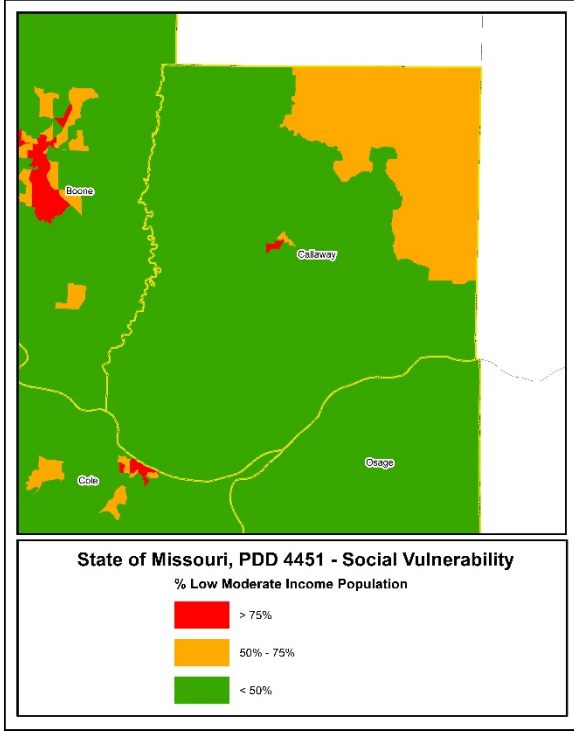 Boone
Callaway
Osage
Cole
State of Missouri, PDD 4451 - Social Vulnerability
% Low Moderate Income Population
> 75%
50% - 75%
< 50%